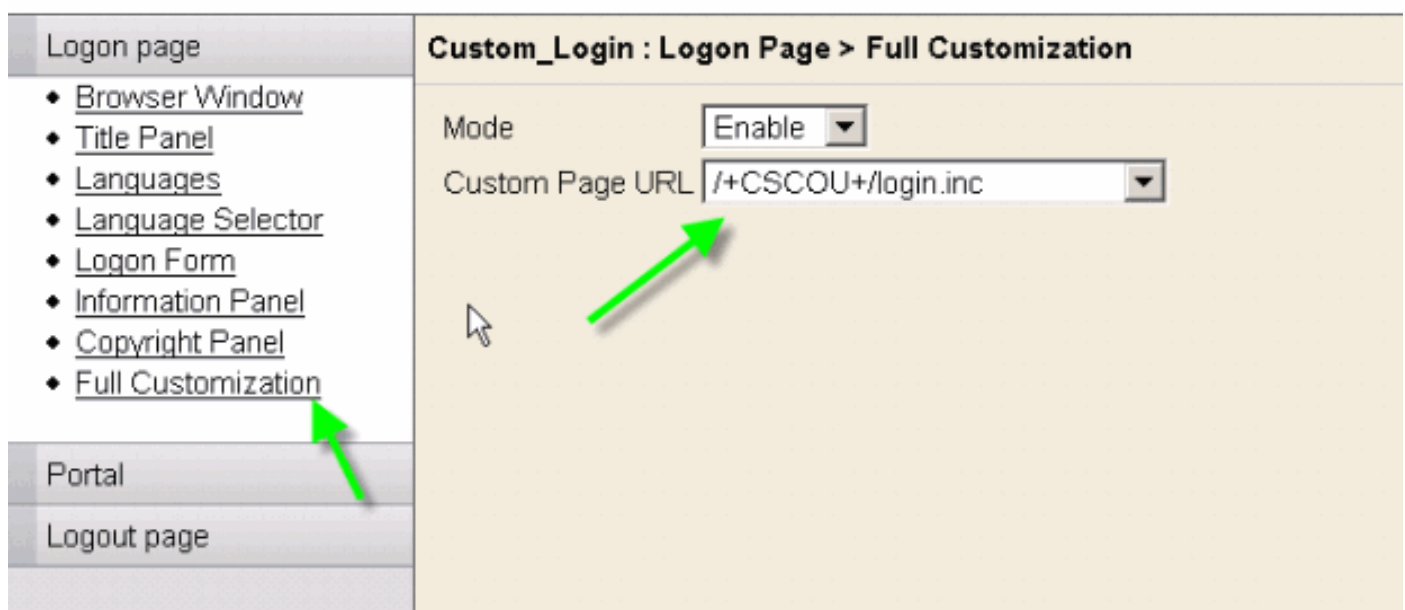 Logon page
Browser Window
Title Panel
Languages
Language Selector
Logon Form
Information Panel
Copyright Panel
Full Customization
Portal
Logout page
Custom_Login : Logon Page > Full Customization
Mode Enable
Custom Page URL /+CSCOU+/login.inc